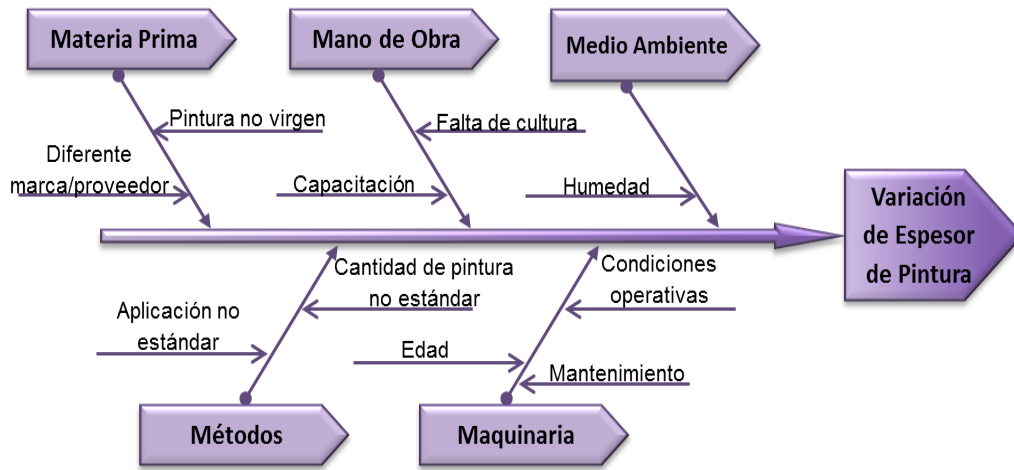 Materia Prima
Mano de Obra
Medio Ambiente
Pintura no virgen
Diferente
marca/proveedor
Falta de cultura
Capacitación
Humedad
Variación
de Espesor
de Pintura
Cantidad de pintura
no estándar
Aplicación no
estándar
Condiciones
operativas
Edad
Mantenimiento
Métodos
Maquinaria